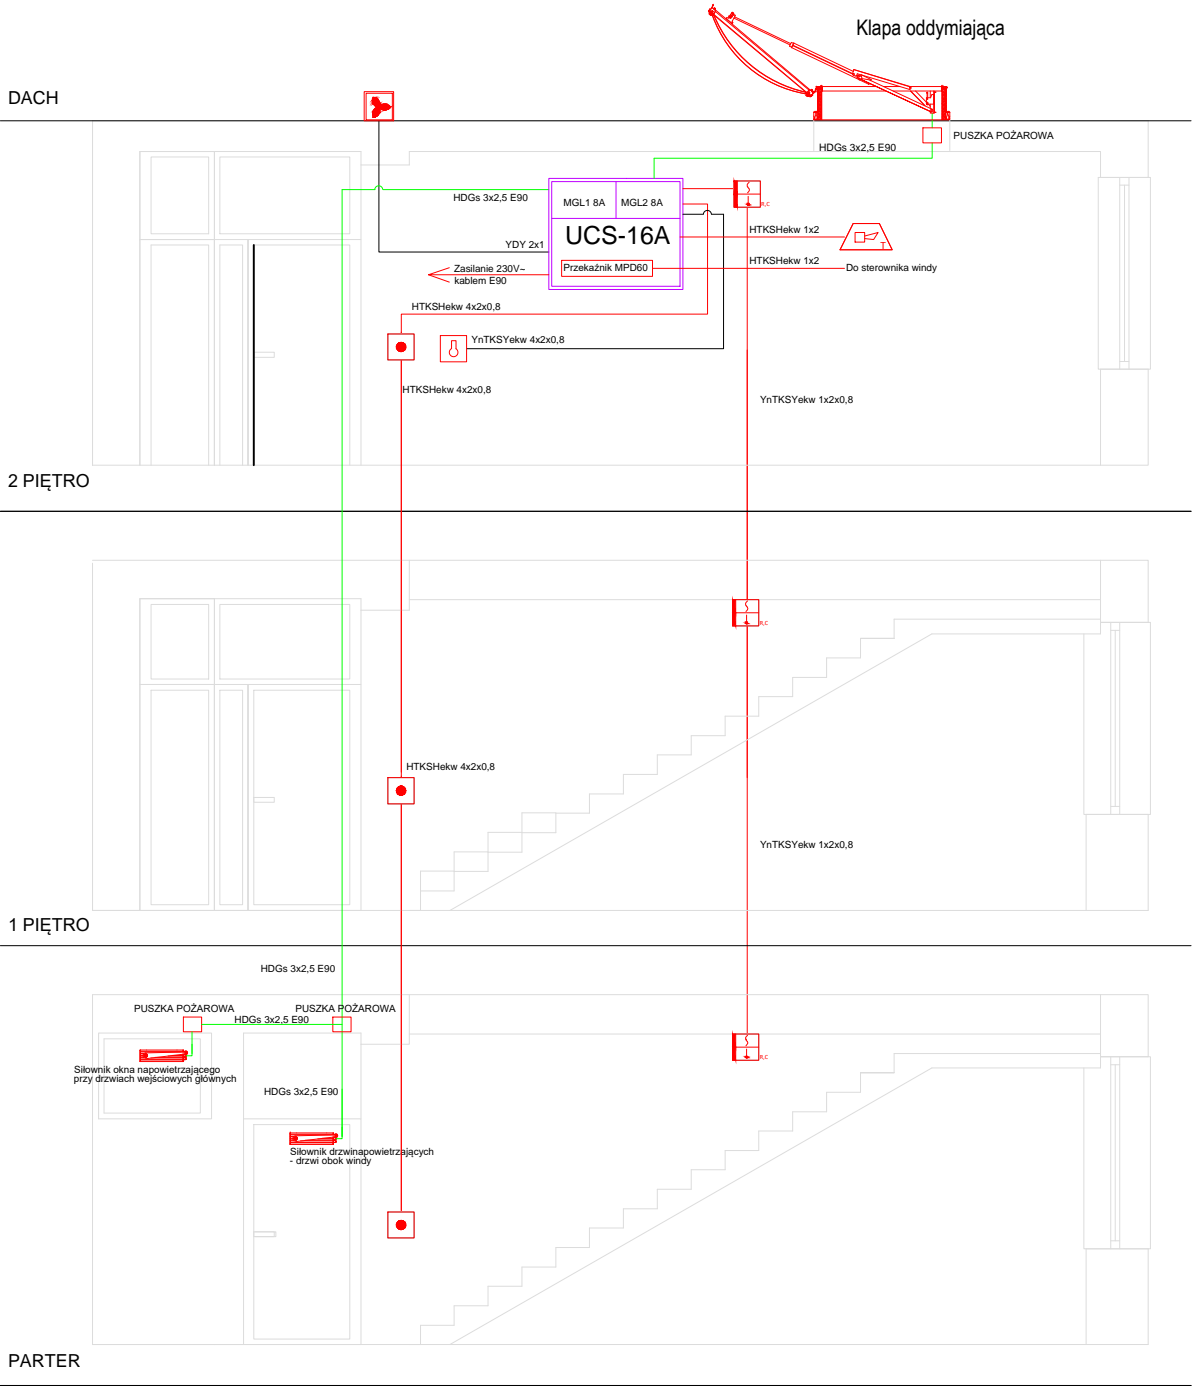 Klapa oddymiająca
DACH
PUSZKA POŻAROWA
HDGs 3x2,5 E90
HDGs 3x2,5 E90
MGL1 8A
MGL2 8A
R,C
UCS-16A
HTKSHekw 1x2
T
YDY 2x1
HTKSHekw 1x2
Zasilanie 230V~
kablem E90
Przekaźnik MPD60
Do sterownika windy
HTKSHekw 4x2x0,8
YnTKSYekw 4x2x0,8
HTKSHekw 4x2x0,8
YnTKSYekw 1x2x0,8
2 PIĘTRO
R,C
HTKSHekw 4x2x0,8
YnTKSYekw 1x2x0,8
1 PIĘTRO
HDGs 3x2,5 E90
PUSZKA POŻAROWA
PUSZKA POŻAROWA
HDGs 3x2,5 E90
R,C
Siłownik okna napowietrzającego
przy drzwiach wejściowych głównych
HDGs 3x2,5 E90
Siłownik drzwinapowietrzających
- drzwi obok windy
PARTER